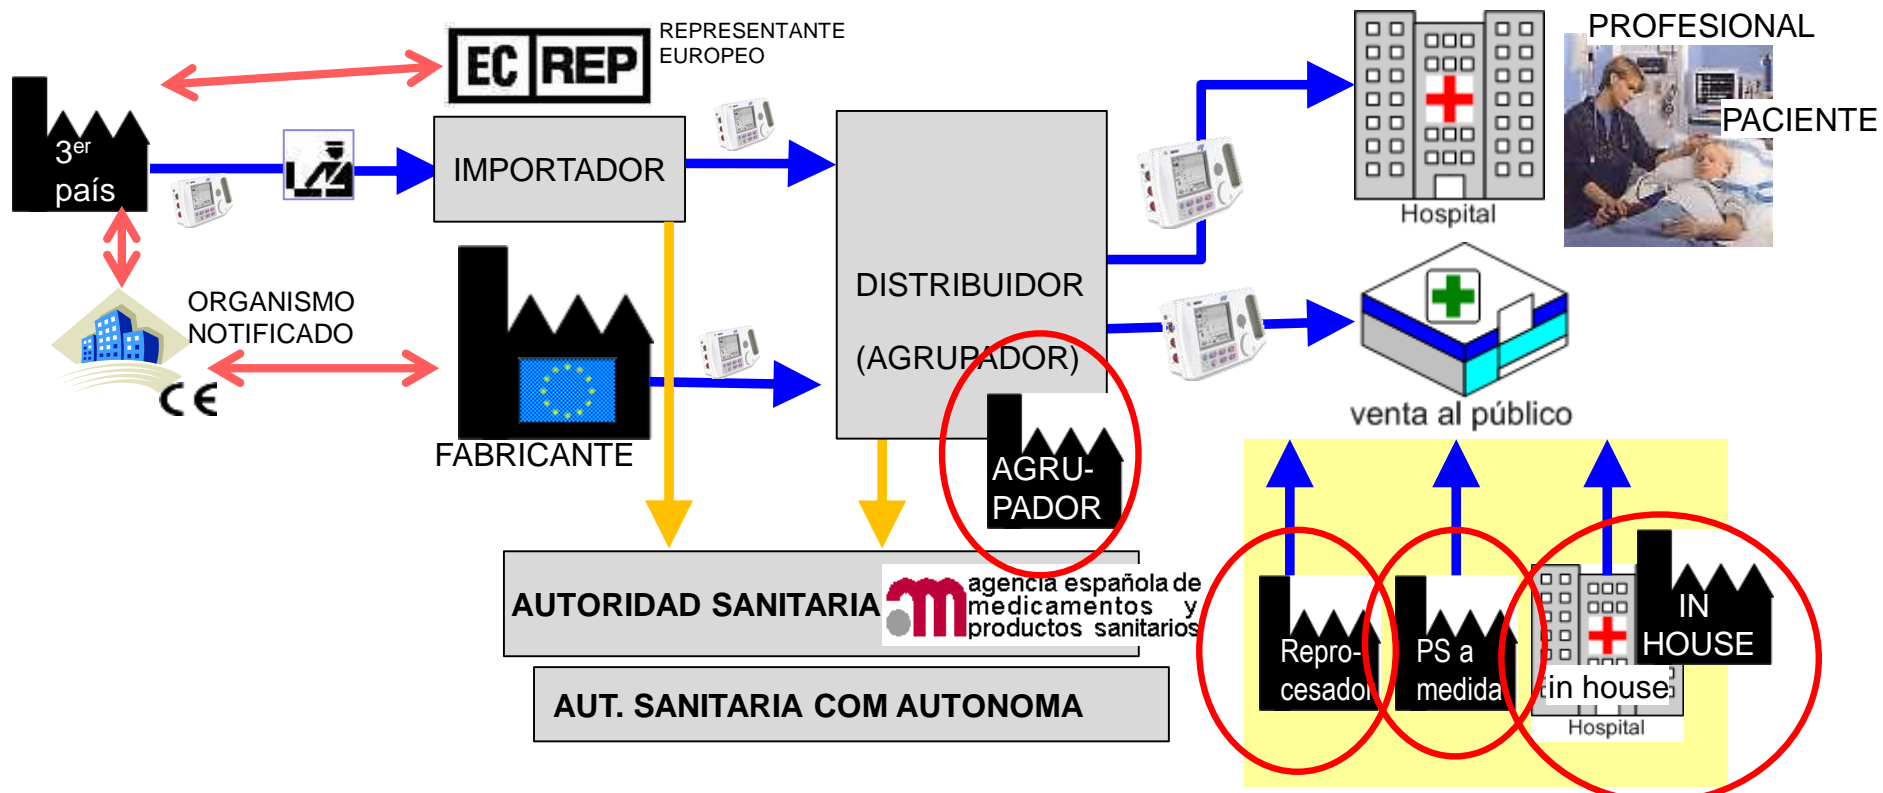 REPRESENTANTE
EUROPEO
EC REP
PROFESIONAL
PACIENTE
3er
país
IMPORTADOR
Hospital
ORGANISMO
NOTIFICADO
CE
FABRICANTE
DISTRIBUIDOR
(AGRUPADOR)
AGRU-
PADOR
venta al público
AUTORIDAD SANITARIA
agencia española de
medicamentos y
productos sanitarios
AUT. SANITARIA COM AUTONOMA
Repro-
cesador
PS a
medida
IN
HOUSE
in house
Hospital